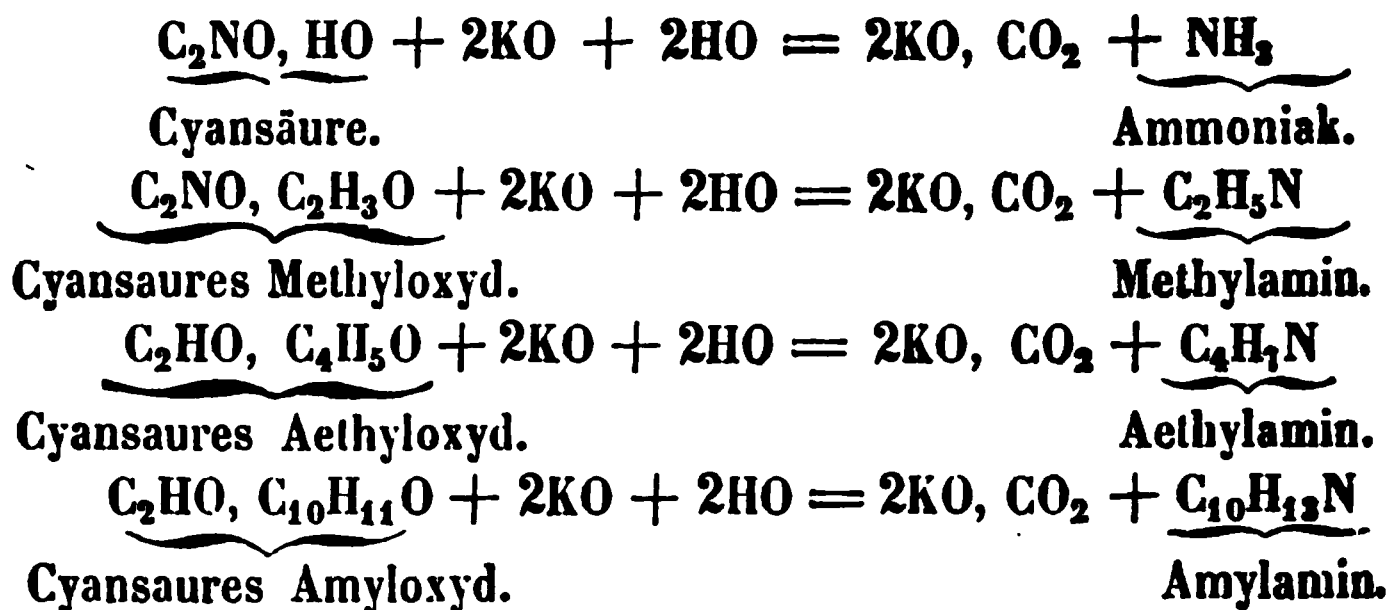 C₂NO, HO + 2KO + 2HO = 2KO, CO₂ + NH₃
Cyansäure. Ammoniak.
C₂NO, C₂H₃O + 2KO + 2HO = 2KO, CO₂ + C₂H₅N
Cyansaures Methyloxyd. Methylamin.
C₂HO, C₄H₅O + 2KO + 2HO = 2KO, CO₂ + C₄H₇N
Cyansaures Aethyloxyd. Aethylamin.
C₂HO, C₁₀H₁₁O + 2KO + 2HO = 2KO, CO₂ + C₁₀H₁₃N
Cyansaures Amyloxyd. Amylamin.